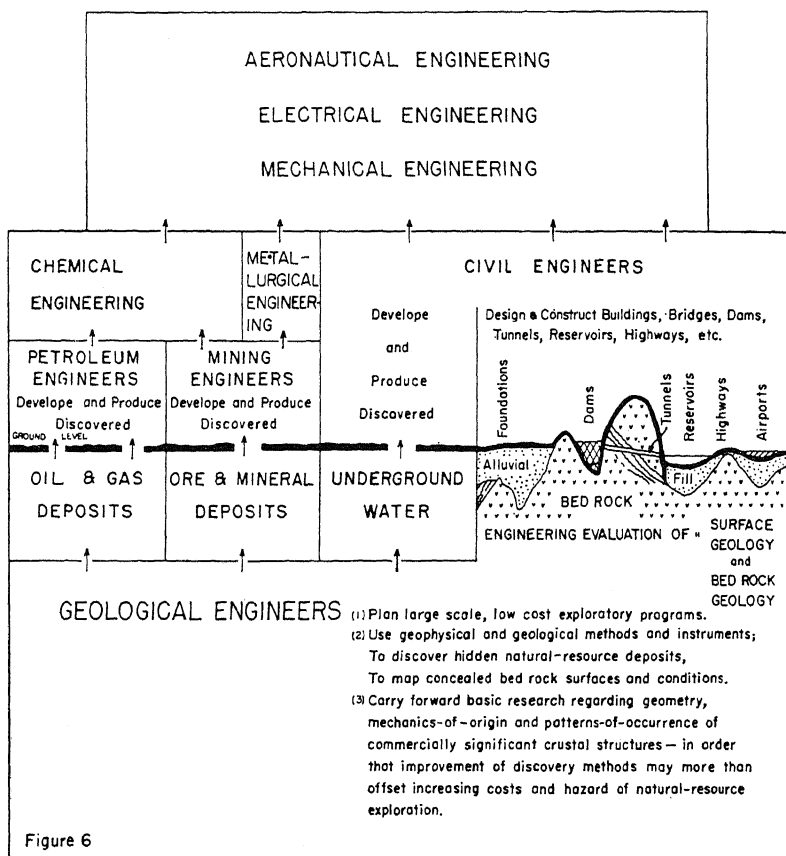 AERONAUTICAL ENGINEERING
ELECTRICAL ENGINEERING
MECHANICAL ENGINEERING
CHEMICAL
ENGINEERING
METAL-
LURGICAL
ENGINEER-
ING
CIVIL ENGINEERS
Develope
and
Produce
Discovered
Design & Construct Buildings, Bridges, Dams,
Tunnels, Reservoirs, Highways, etc.
PETROLEUM
ENGINEERS
Develope and Produce
Discovered
MINING
ENGINEERS
Develope and Produce
Discovered
Foundations
Dams
Tunnels
Reservoirs
Highways
Airports
GROUND LEVEL
OIL & GAS
DEPOSITS
ORE & MINERAL
DEPOSITS
UNDERGROUND
WATER
Alluvial
Fill
BED ROCK
ENGINEERING EVALUATION OF "
SURFACE
GEOLOGY
and
BED ROCK
GEOLOGY
GEOLOGICAL ENGINEERS
(1) Plan large scale, low cost exploratory programs.
(2) Use geophysical and geological methods and instruments;
To discover hidden natural-resource deposits,
To map concealed bed rock surfaces and conditions.
(3) Carry forward basic research regarding geometry,
mechanics-of-origin and patterns-of-occurrence of
commercially significant crustal structures — in order
that improvement of discovery methods may more than
offset increasing costs and hazard of natural-resource
exploration.
Figure 6